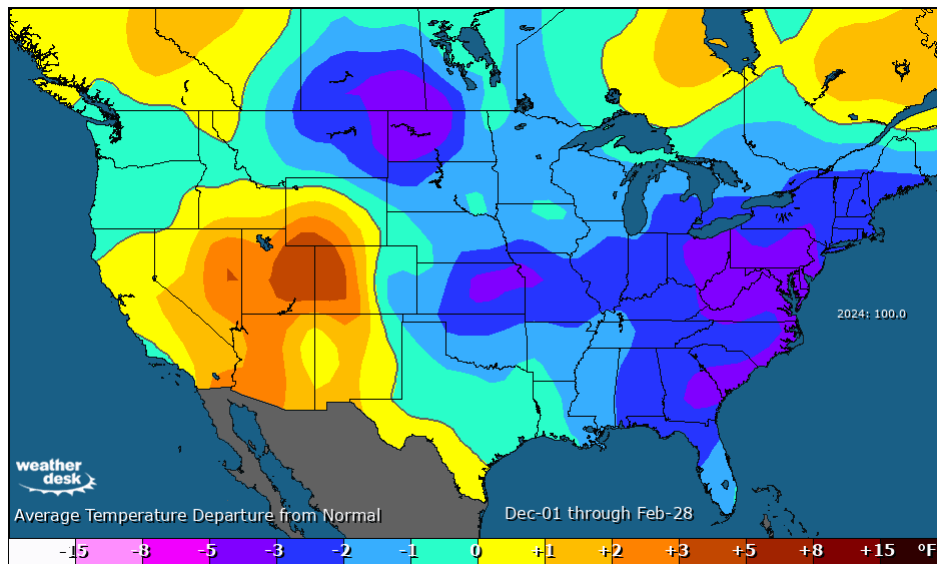 2024: 100.0
weather
desk
Average Temperature Departure from Normal
Dec-01 through Feb-28
-15 -8 -5 -3 -2 -1 0 +1 +2 +3 +5 +8 +15 ºF